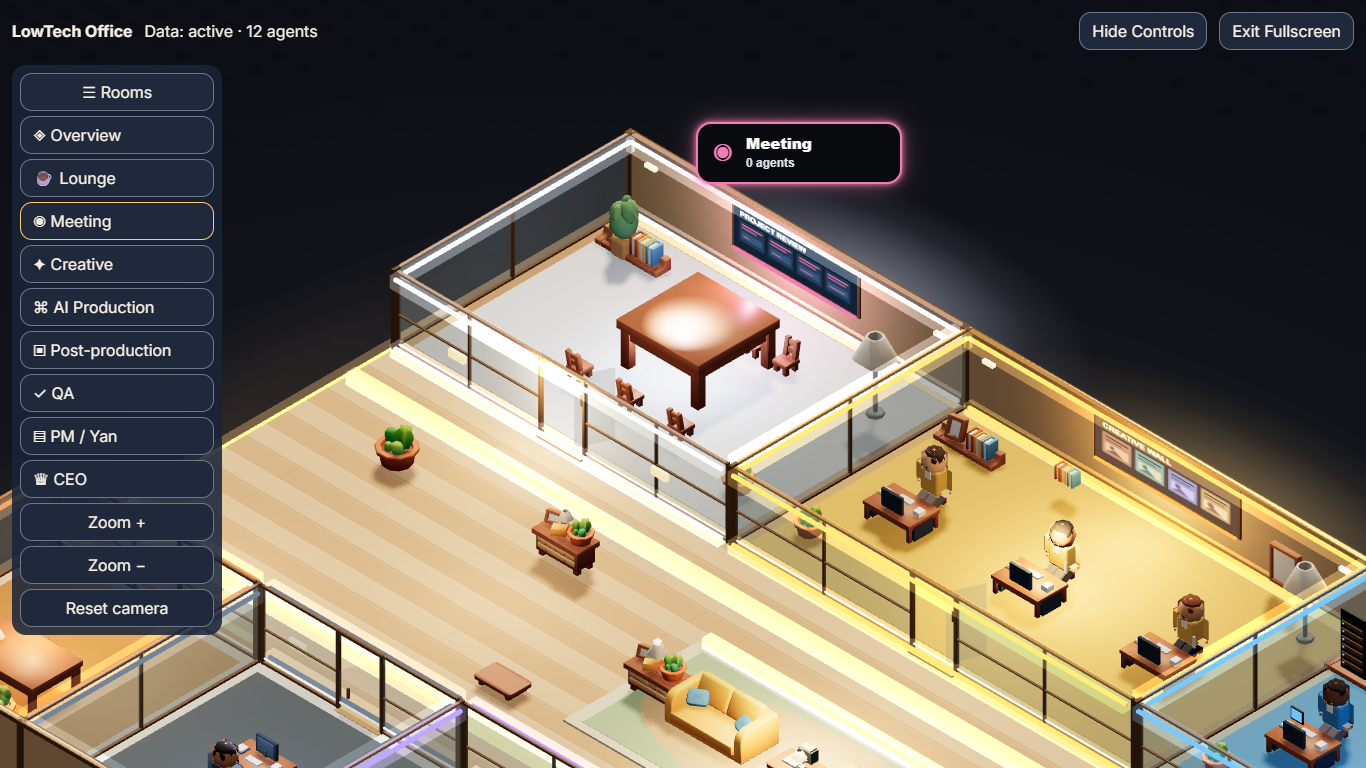 LowTech Office Data: active · 12 agents
Hide Controls
Exit Fullscreen
☰ Rooms
◈ Overview
Lounge
◉ Meeting
✦ Creative
⌘ AI Production
▣ Post-production
✓ QA
▤ PM / Yan
♛ CEO
Zoom +
Zoom −
Reset camera
Meeting
0 agents
PROJECT REVIEW
CREATIVE WALL